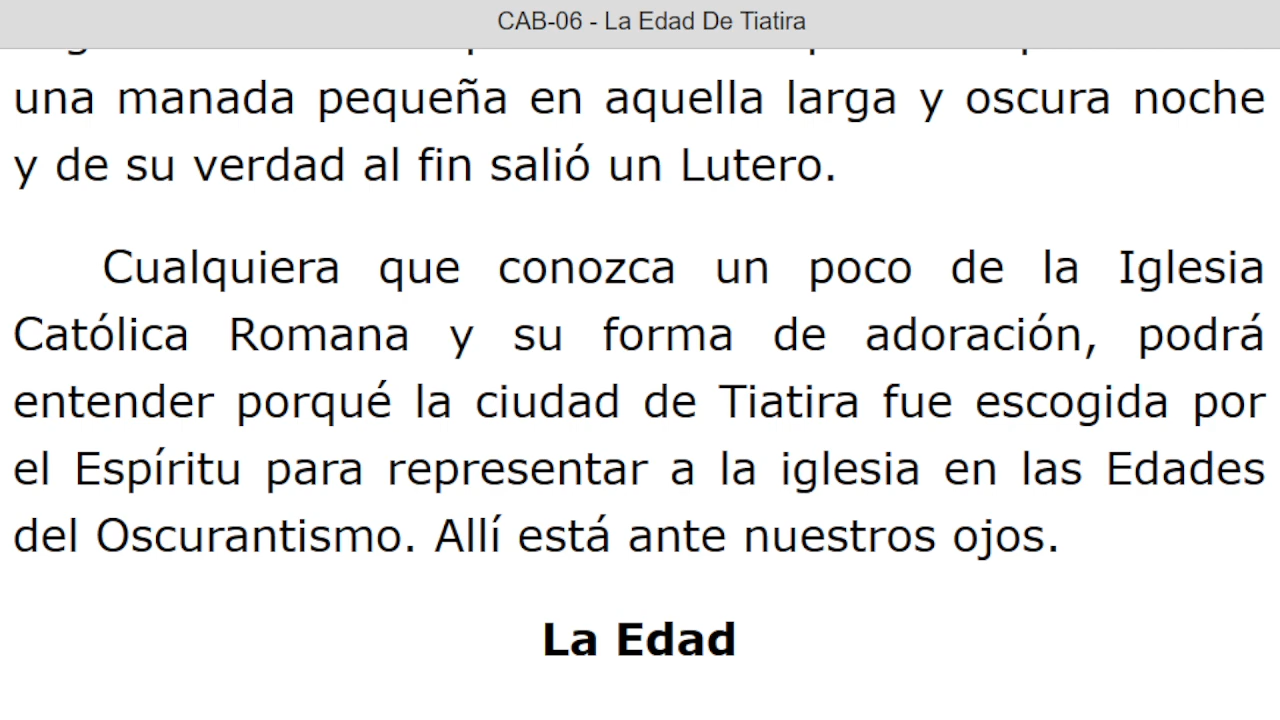 CAB-06 - La Edad De Tiatira
una manada pequeña en aquella larga y oscura noche
y de su verdad al fin salió un Lutero.
Cualquiera que conozca un poco de la Iglesia
Católica Romana y su forma de adoración, podrá
entender porqué la ciudad de Tiatira fue escogida por
el Espíritu para representar a la iglesia en las Edades
del Oscurantismo. Allí está ante nuestros ojos.
La Edad